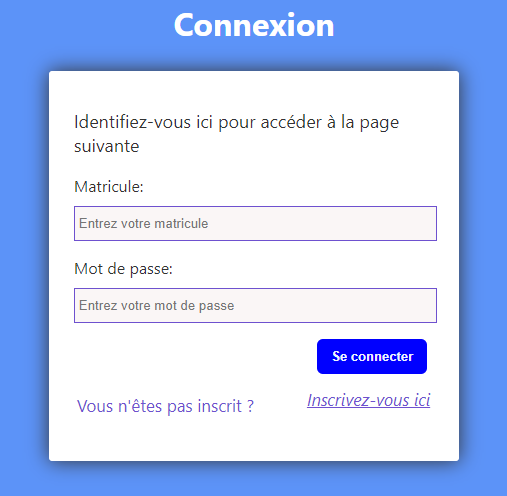 Connexion
Identifiez-vous ici pour accéder à la page
suivante
Matricule:
Entrez votre matricule
Mot de passe:
Entrez votre mot de passe
Se connecter
Vous n'êtes pas inscrit ?
Inscrivez-vous ici